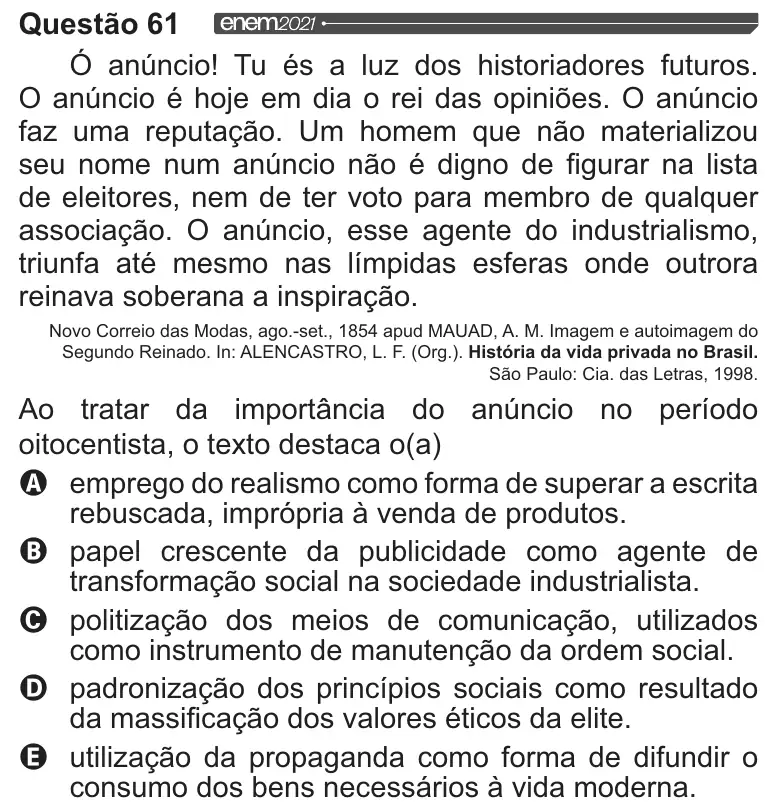 Questão 61 enem2021
Ó anúncio! Tu és a luz dos historiadores futuros.
O anúncio é hoje em dia o rei das opiniões. O anúncio
faz uma reputação. Um homem que não materializou
seu nome num anúncio não é digno de figurar na lista
de eleitores, nem de ter voto para membro de qualquer
associação. O anúncio, esse agente do industrialismo,
triunfa até mesmo nas límpidas esferas onde outrora
reinava soberana a inspiração.
Novo Correio das Modas, ago.-set., 1854 apud MAUAD, A. M. Imagem e autoimagem do
Segundo Reinado. In: ALENCASTRO, L. F. (Org.). História da vida privada no Brasil.
São Paulo: Cia. das Letras, 1998.
Ao tratar da importância do anúncio no período
oitocentista, o texto destaca o(a)
A emprego do realismo como forma de superar a escrita
rebuscada, imprópria à venda de produtos.
B papel crescente da publicidade como agente de
transformação social na sociedade industrialista.
C politização dos meios de comunicação, utilizados
como instrumento de manutenção da ordem social.
D padronização dos princípios sociais como resultado
da massificação dos valores éticos da elite.
E utilização da propaganda como forma de difundir o
consumo dos bens necessários à vida moderna.